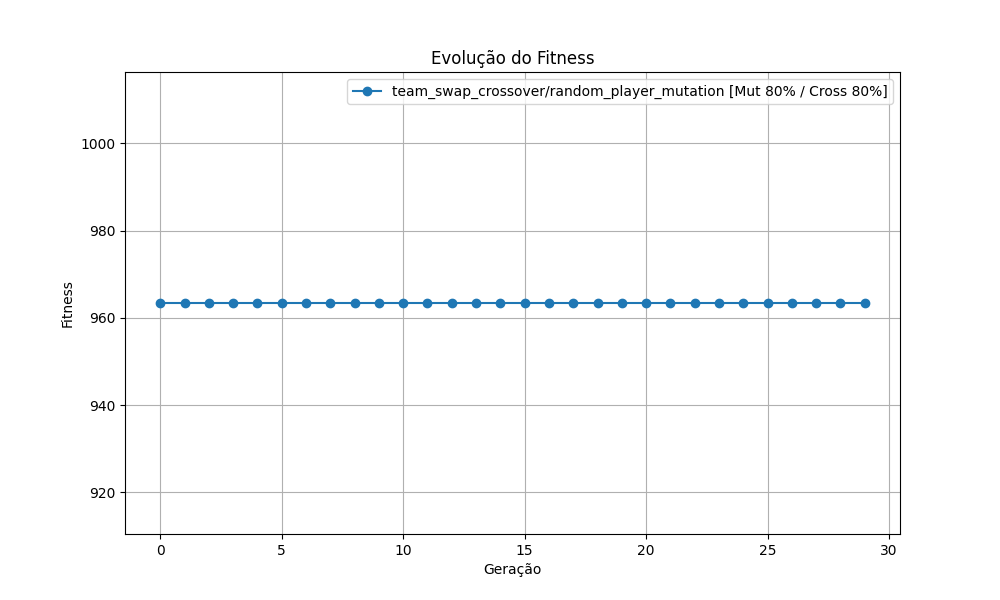 Evolução do Fitness
team_swap_crossover/random_player_mutation [Mut 80% / Cross 80%]
1000
980
960
940
920
Fitness
0 5 10 15 20 25 30
Geração